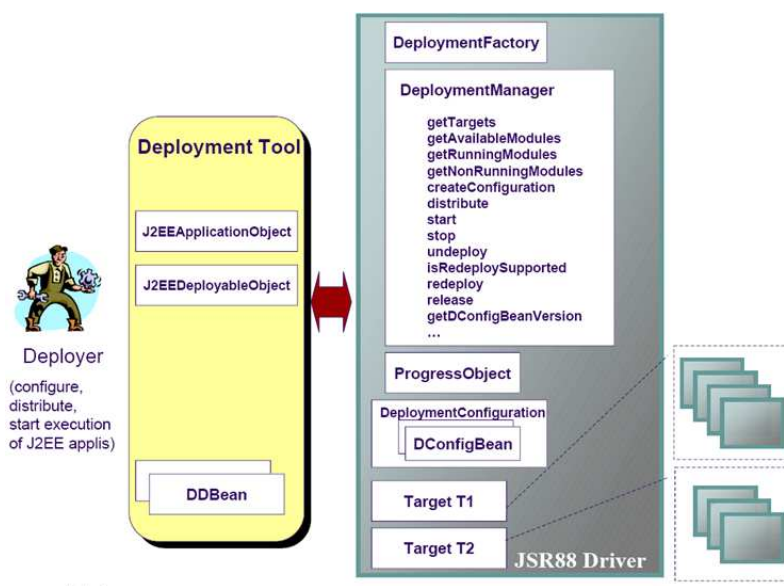 Deployer
(configure,
distribute,
start execution
of J2EE applis)
Deployment Tool
J2EEApplicationObject
J2EEDeployableObject
DDBean
DeploymentFactory
DeploymentManager
getTargets
getAvailableModules
getRunningModules
getNonRunningModules
createConfiguration
distribute
start
stop
undeploy
isRedeploySupported
redeploy
release
getDConfigBeanVersion
...
ProgressObject
DeploymentConfiguration
DConfigBean
Target T1
Target T2
JSR88 Driver